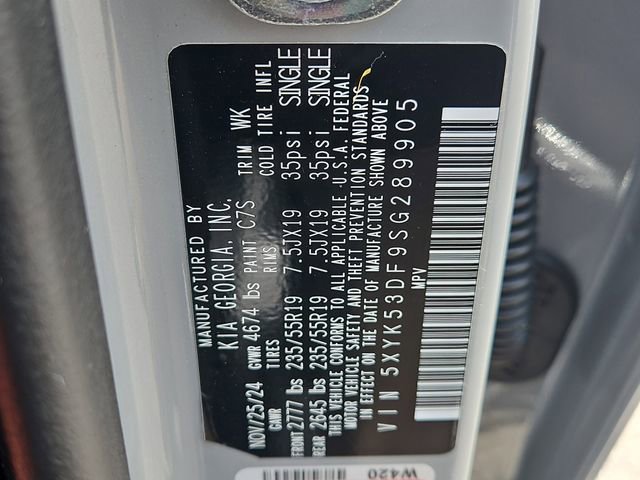 MANUFACTURED BY
KIA GEORGIA, INC.
NOV/25/24 GVWR 4674 lbs PAINT C7S TRIM WK
GAWR TIRES RIMS COLD TIRE INFL
FRONT 2777 lbs 235/55R19 7.5JX19 35psi SINGLE
REAR 2645 lbs 235/55R19 7.5JX19 35psi SINGLE
THIS VEHICLE CONFORMS TO ALL APPLICABLE U.S.A. FEDERAL
MOTOR VEHICLE SAFETY AND THEFT PREVENTION STANDARDS
IN EFFECT ON THE DATE OF MANUFACTURE SHOWN ABOVE
VIN 5XYK53DF9SG289905
MPV
W420